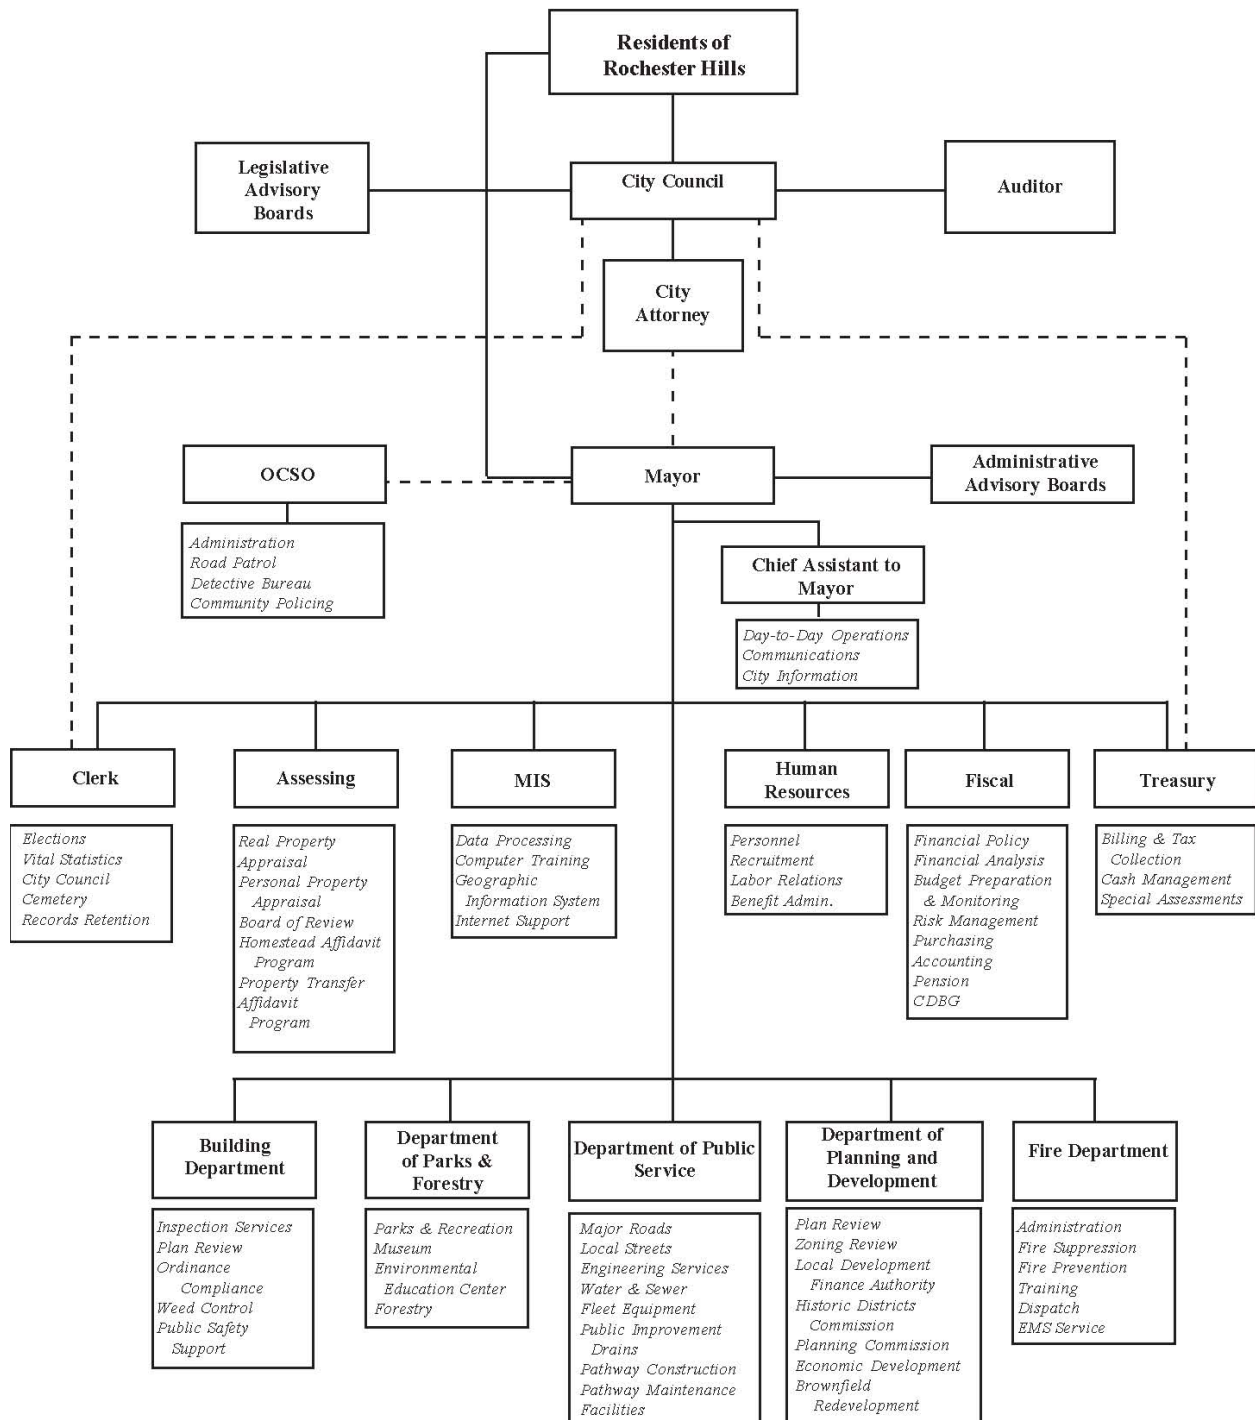 Residents of
Rochester Hills
Legislative
Advisory
Boards
City Council
Auditor
City
Attorney
OCSO
Mayor
Administrative
Advisory Boards
Administration
Road Patrol
Detective Bureau
Community Policing
Chief Assistant to
Mayor
Day-to-Day Operations
Communications
City Information
Clerk
Assessing
MIS
Human
Resources
Fiscal
Treasury
Elections
Vital Statistics
City Council
Cemetery
Records Retention
Real Property
Appraisal
Personal Property
Appraisal
Board of Review
Homestead Affidavit
Program
Property Transfer
Affidavit
Program
Data Processing
Computer Training
Geographic
Information System
Internet Support
Personnel
Recruitment
Labor Relations
Benefit Admin.
Financial Policy
Financial Analysis
Budget Preparation
& Monitoring
Risk Management
Purchasing
Accounting
Pension
CDBG
Billing & Tax
Collection
Cash Management
Special Assessments
Building
Department
Department
of Parks &
Forestry
Department of Public
Service
Department of
Planning and
Development
Fire Department
Inspection Services
Plan Review
Ordinance
Compliance
Weed Control
Public Safety
Support
Parks & Recreation
Museum
Environmental
Education Center
Forestry
Major Roads
Local Streets
Engineering Services
Water & Sewer
Fleet Equipment
Public Improvement
Drains
Pathway Construction
Pathway Maintenance
Facilities
Plan Review
Zoning Review
Local Development
Finance Authority
Historic Districts
Commission
Planning Commission
Economic Development
Brownfield
Redevelopment
Administration
Fire Suppression
Fire Prevention
Training
Dispatch
EMS Service